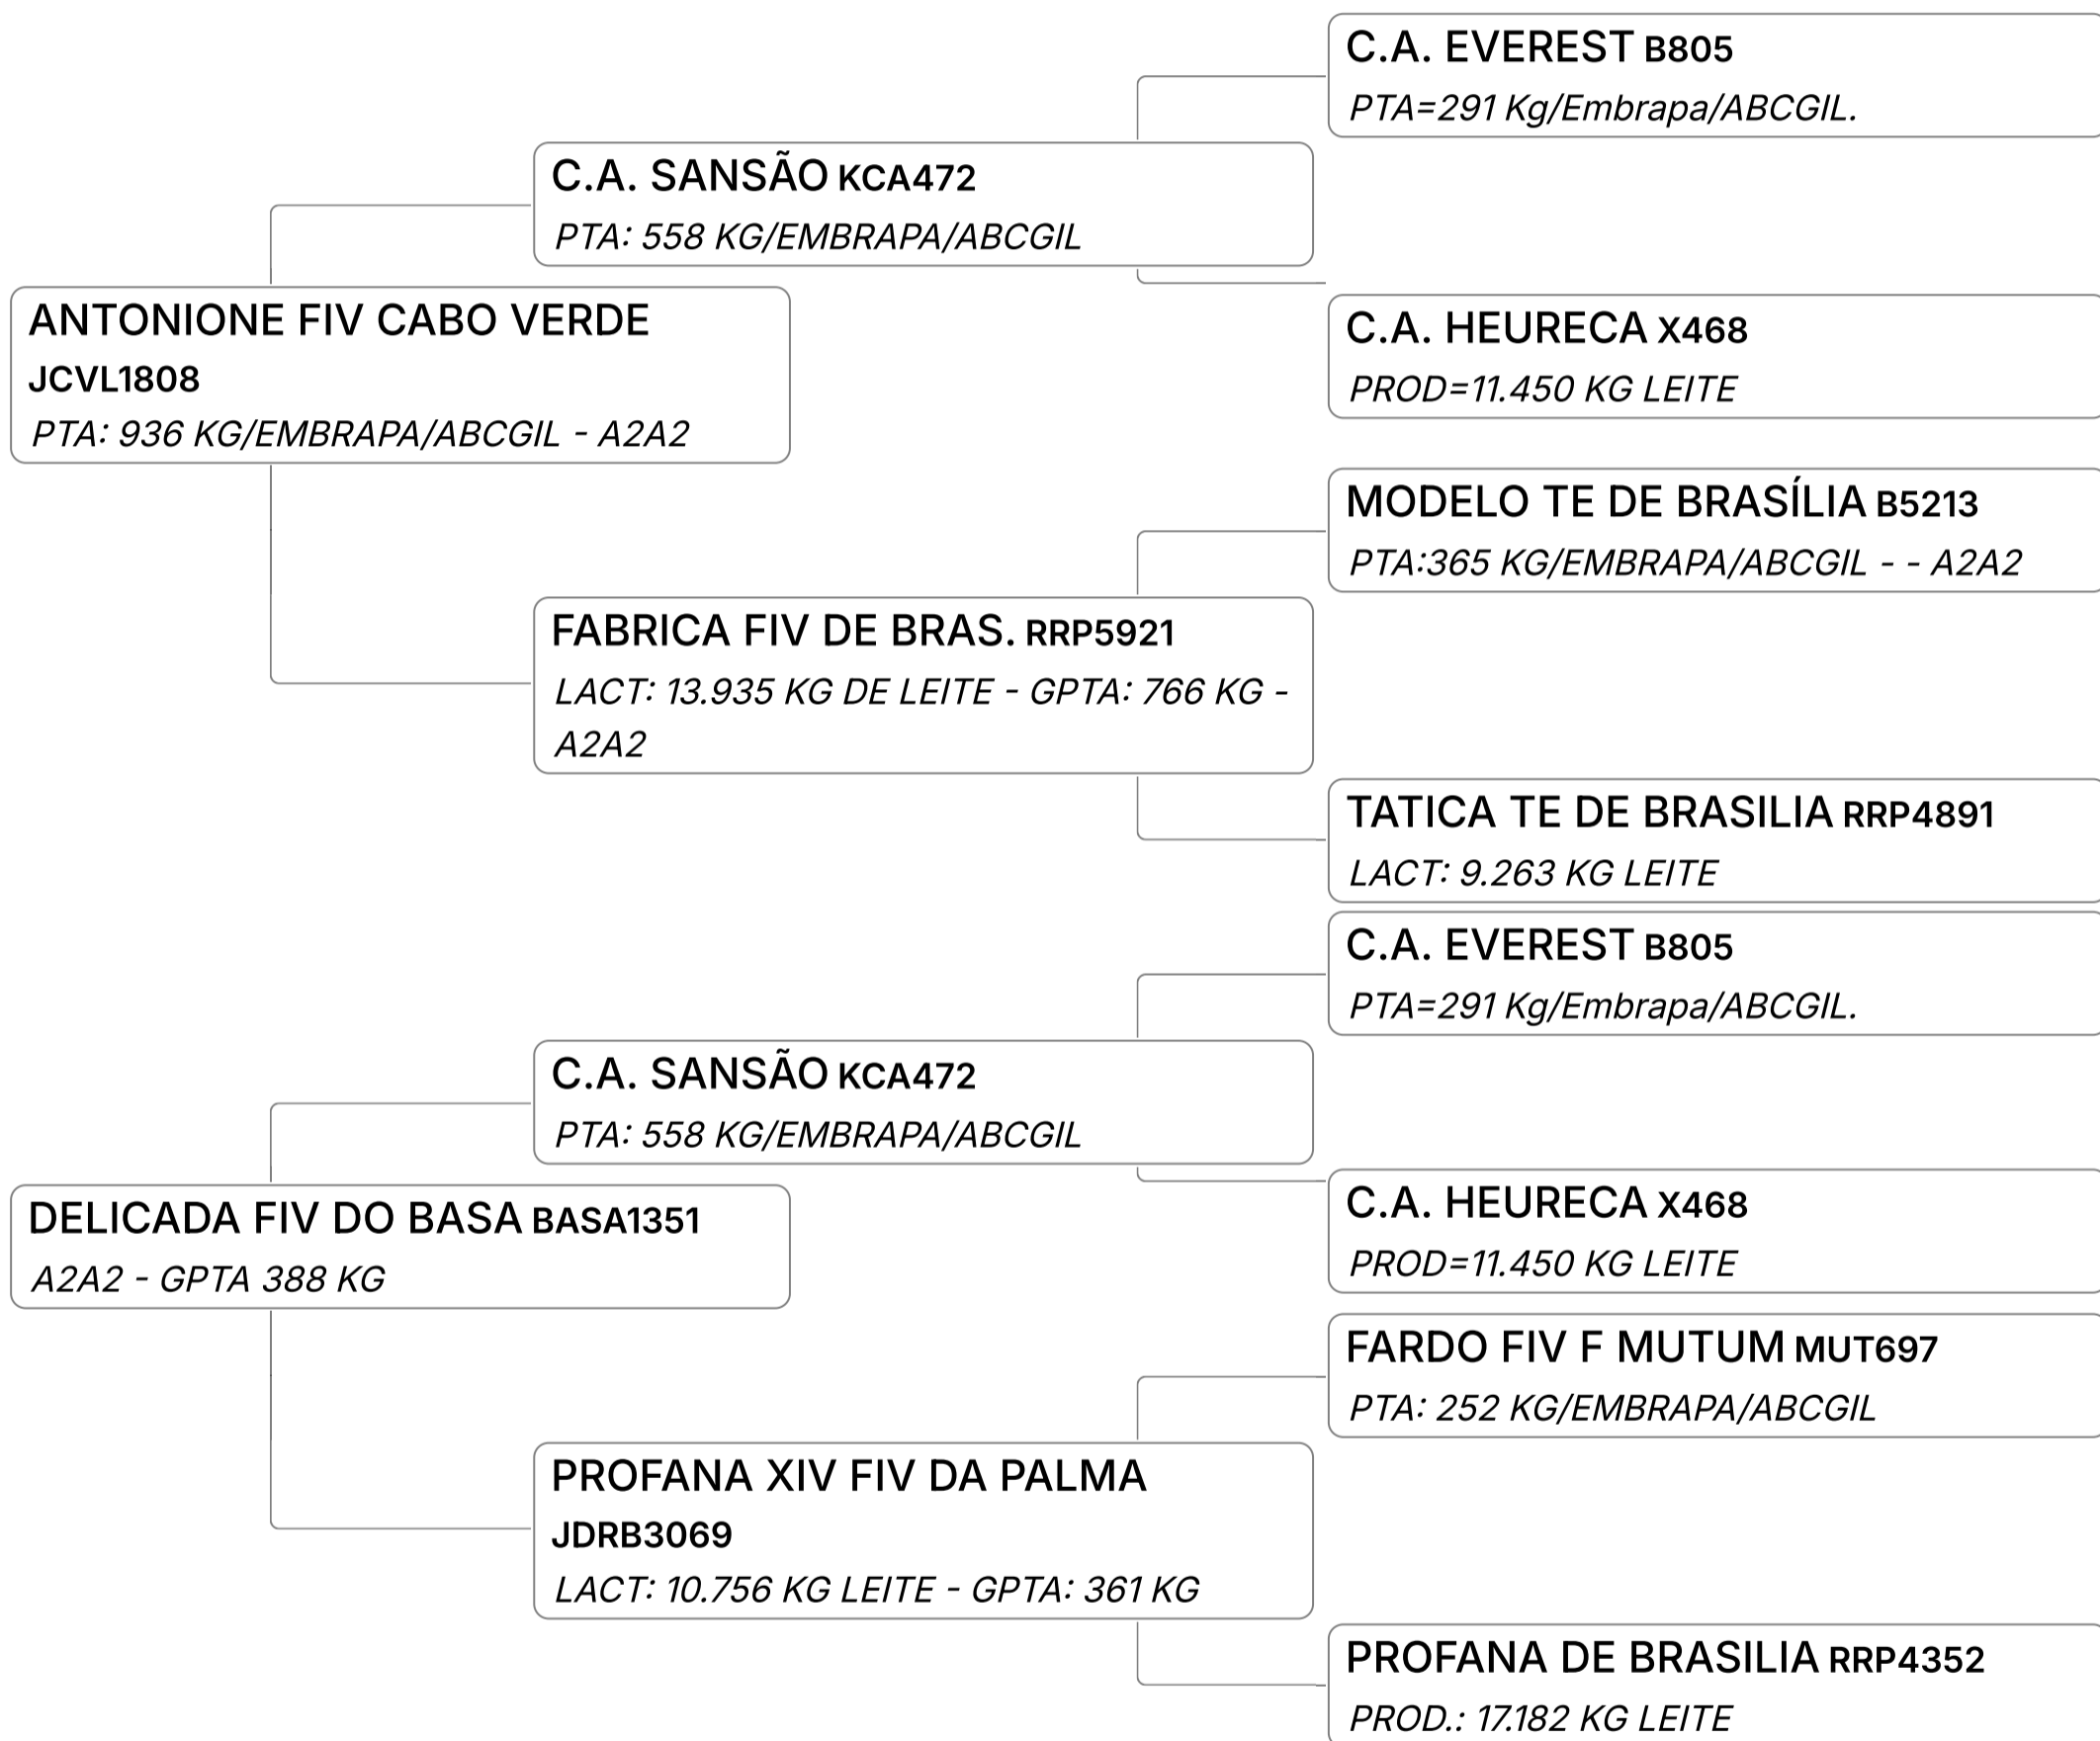 C.A. EVEREST B805
PTA=291 Kg/Embrapa/ABCGIL.
C.A. SANSÃO KCA472
PTA: 558 KG/EMBRAPA/ABCGIL
ANTONIONE FIV CABO VERDE
JCVL1808
PTA: 936 KG/EMBRAPA/ABCGIL - A2A2
C.A. HEURECA X468
PROD=11.450 KG LEITE
MODELO TE DE BRASÍLIA B5213
PTA:365 KG/EMBRAPA/ABCGIL - - A2A2
FABRICA FIV DE BRAS. RRP5921
LACT: 13.935 KG DE LEITE - GPTA: 766 KG -
A2A2
TATICA TE DE BRASILIA RRP4891
LACT: 9.263 KG LEITE
C.A. EVEREST B805
PTA=291 Kg/Embrapa/ABCGIL.
C.A. SANSÃO KCA472
PTA: 558 KG/EMBRAPA/ABCGIL
DELICADA FIV DO BASA BASA1351
A2A2 - GPTA 388 KG
C.A. HEURECA X468
PROD=11.450 KG LEITE
FARDO FIV F MUTUM MUT697
PTA: 252 KG/EMBRAPA/ABCGIL
PROFANA XIV FIV DA PALMA
JDRB3069
LACT: 10.756 KG LEITE - GPTA: 361 KG
PROFANA DE BRASILIA RRP4352
PROD.: 17.182 KG LEITE